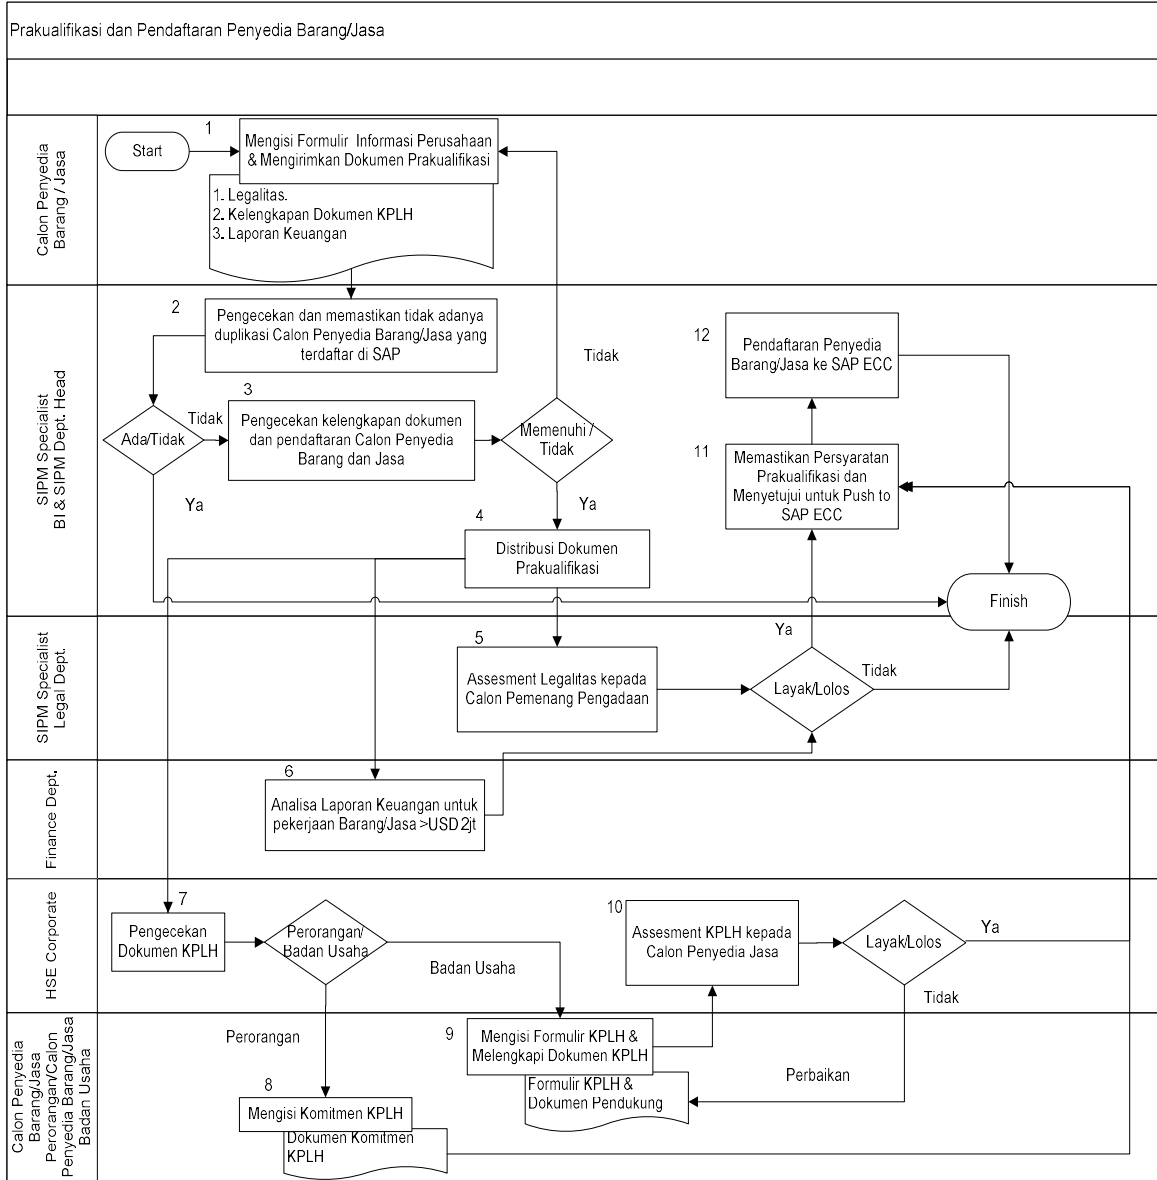 Prakualifikasi dan Pendaftaran Penyedia Barang/Jasa
Calon Penyedia
Barang / Jasa
Start
1
Mengisi Formulir Informasi Perusahaan
& Mengirimkan Dokumen Prakualifikasi
1. Legalitas.
2. Kelengkapan Dokumen KPLH
3. Laporan Keuangan
SIPM Specialist
BI & SIPM Dept. Head
2
Pengecekan dan memastikan tidak adanya
duplikasi Calon Penyedia Barang/Jasa yang
terdaftar di SAP
Ada/Tidak
Tidak
Ya
3
Pengecekan kelengkapan dokumen
dan pendaftaran Calon Penyedia
Barang dan Jasa
Memenuhi /
Tidak
Tidak
Ya
4
Distribusi Dokumen
Prakualifikasi
12
Pendaftaran Penyedia
Barang/Jasa ke SAP ECC
11
Memastikan Persyaratan
Prakualifikasi dan
Menyetujui untuk Push to
SAP ECC
Finish
SIPM Specialist
Legal Dept.
5
Assesment Legalitas kepada
Calon Pemenang Pengadaan
Layak/Lolos
Ya
Tidak
Finance Dept.
6
Analisa Laporan Keuangan untuk
pekerjaan Barang/Jasa >USD 2jt
HSE Corporate
7
Pengecekan
Dokumen KPLH
Perorangan/
Badan Usaha
Badan Usaha
Perorangan
10
Assesment KPLH kepada
Calon Penyedia Jasa
Layak/Lolos
Ya
Tidak
Calon Penyedia
Barang/Jasa
Perorangan/Calon
Penyedia Barang/Jasa
Badan Usaha
8
Mengisi Komitmen KPLH
Dokumen Komitmen
KPLH
9
Mengisi Formulir KPLH &
Melengkapi Dokumen KPLH
Formulir KPLH &
Dokumen Pendukung
Perbaikan